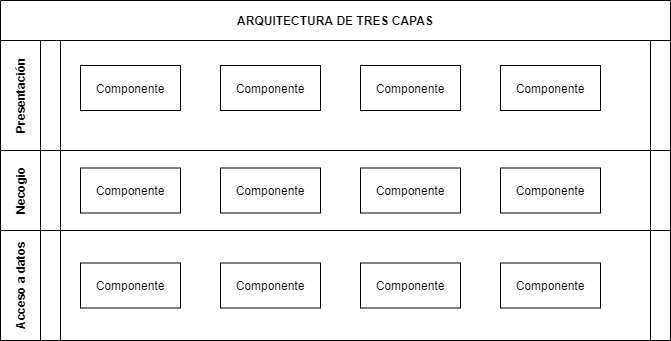 ARQUITECTURA DE TRES CAPAS
Presentación
Componente Componente Componente Componente
Necogio
Componente Componente Componente Componente
Acceso a datos
Componente Componente Componente Componente